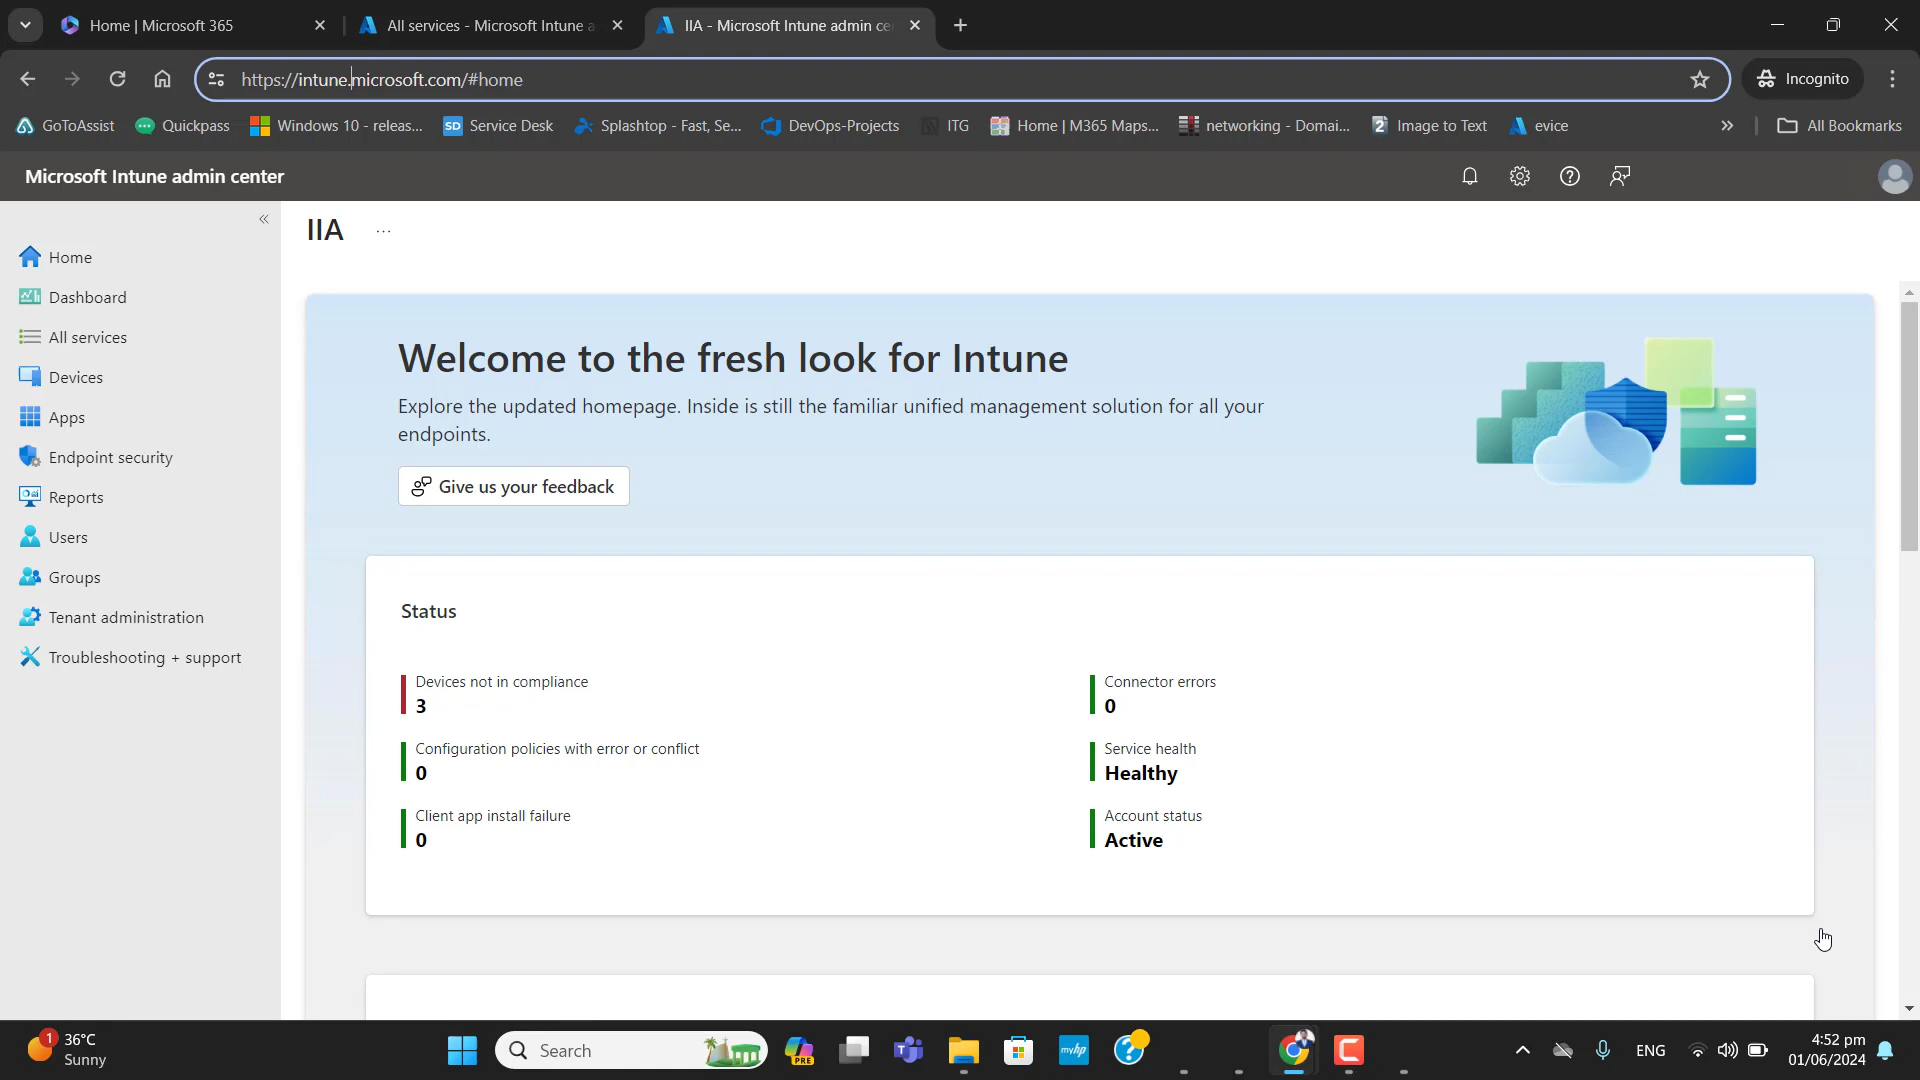 Home | Microsoft 365
All services - Microsoft Intune a
IIA - Microsoft Intune admin ce
https://intune.microsoft.com/#home
Incognito
GoToAssist
Quickpass
Windows 10 - releas...
SD Service Desk
Splashtop - Fast, Se...
DevOps-Projects
ITG
Home | M365 Maps...
networking - Domai...
2 Image to Text
evice
All Bookmarks
Microsoft Intune admin center
Home
Dashboard
All services
Devices
Apps
Endpoint security
Reports
Users
Groups
Tenant administration
Troubleshooting + support
IIA
...
Welcome to the fresh look for Intune
Explore the updated homepage. Inside is still the familiar unified management solution for all your
endpoints.
Give us your feedback
Status
Devices not in compliance
3
Configuration policies with error or conflict
0
Client app install failure
0
Connector errors
0
Service health
Healthy
Account status
Active
1
36°C
Sunny
Search
PRE
myhp
ENG
4:52 pm
01/06/2024